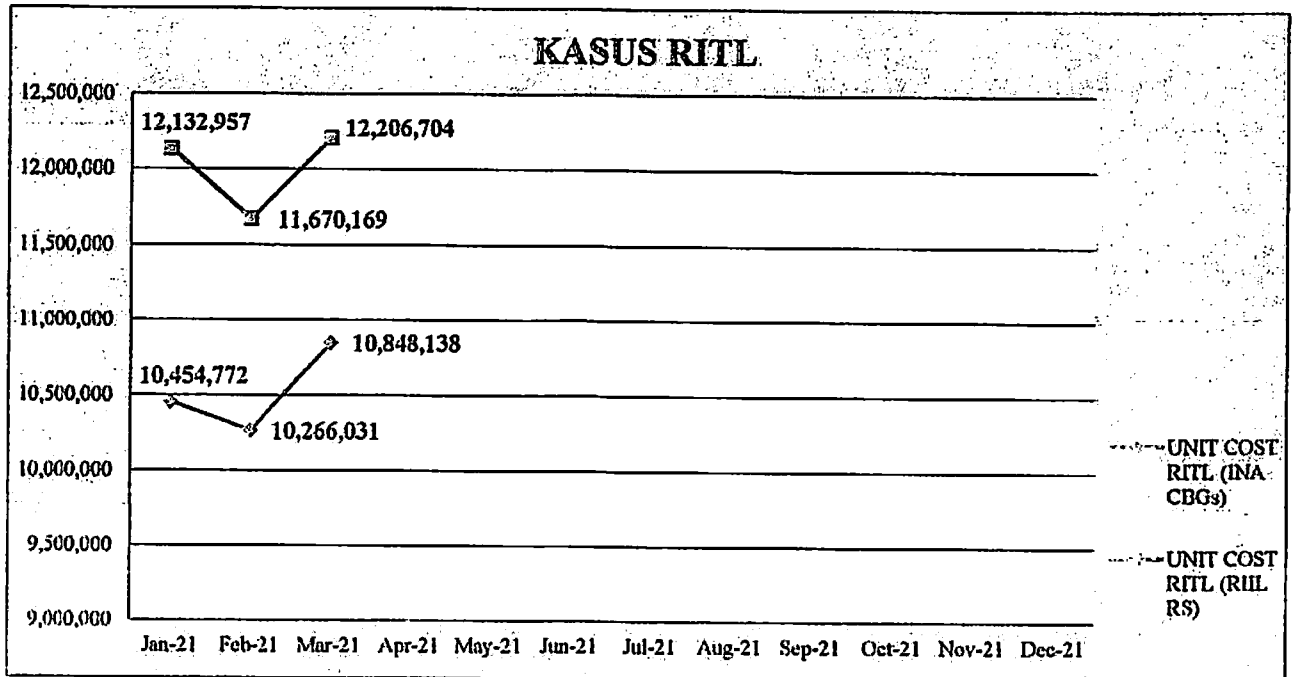 KASUS RITL
12,500,000
12,132,957
12,206,704
12,000,000
11,670,169
11,500,000
11,000,000
10,848,138
10,454,772
10,500,000
10,266,031
10,000,000
9,500,000
9,000,000
Jan-21 Feb-21 Mar-21 Apr-21 May-21 Jun-21 Jul-21 Aug-21 Sep-21 Oct-21 Nov-21 Dec-21
UNIT COST
RITL (INA
CBGs)
UNIT COST
RITL (RIIL
RS)